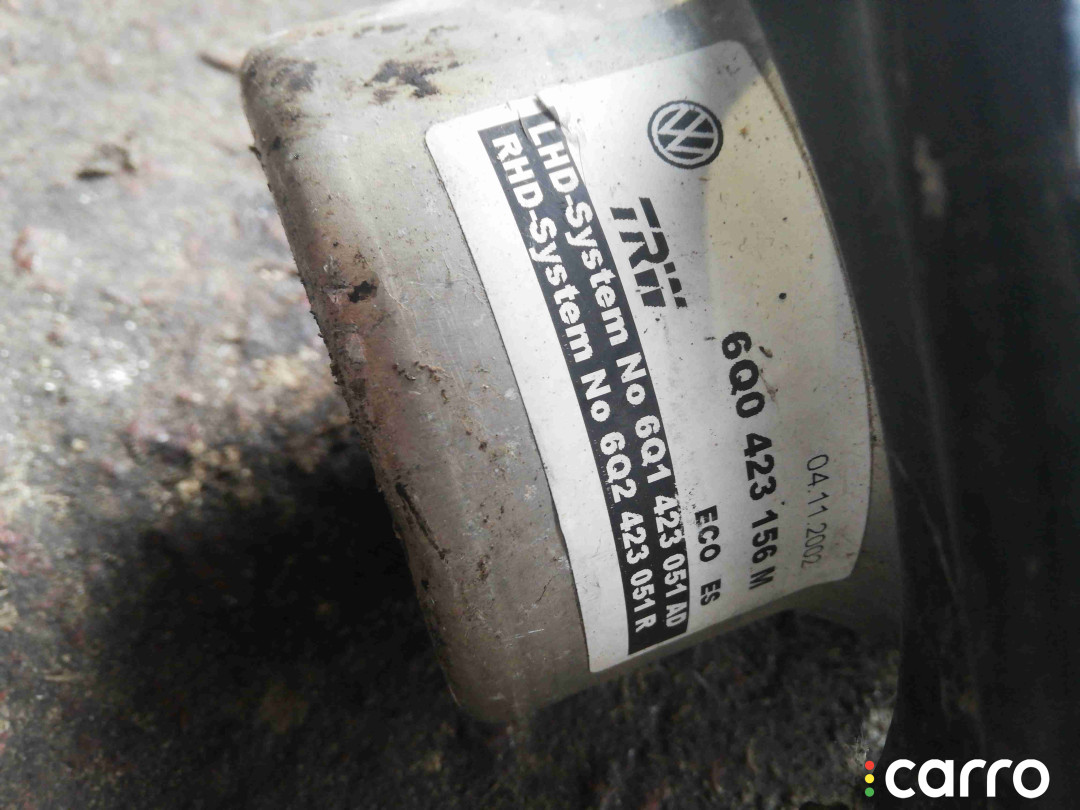 TRW
6Q0 423 156 M
04.11.2002
ECO ES
LHD-System No 6Q1 423 051 AD
RHD-System No 6Q2 423 051 R
carro